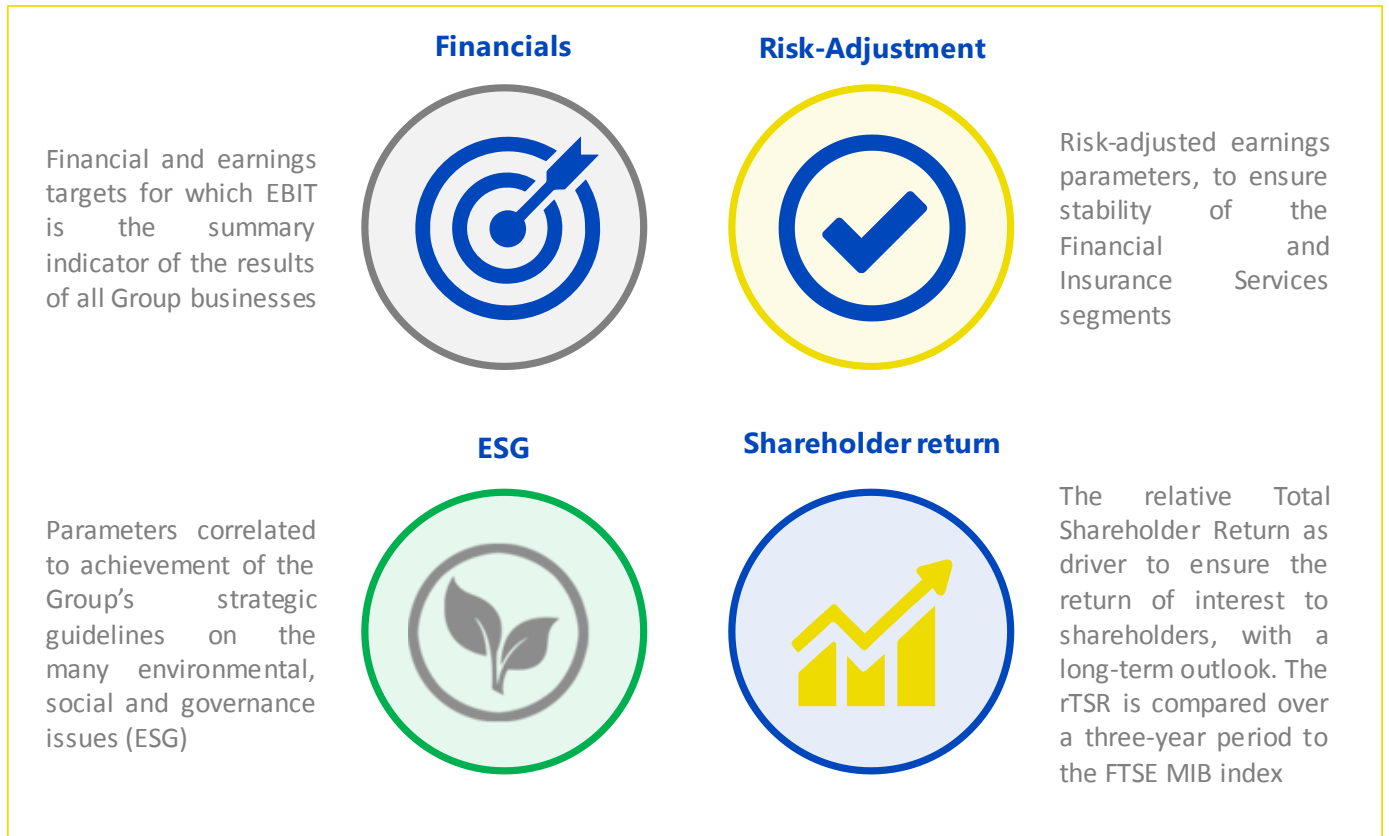 Financials
Financial and earnings
targets for which EBIT
is the summary
indicator of the results
of all Group businesses
Risk-Adjustment
Risk-adjusted earnings
parameters, to ensure
stability of the
Financial and
Insurance Services
segments
ESG
Parameters correlated
to achievement of the
Group's strategic
guidelines on the
many environmental,
social and governance
issues (ESG)
Shareholder return
The relative Total
Shareholder Return as
driver to ensure the
return of interest to
shareholders, with a
long-term outlook. The
rTSR is compared over
a three-year period to
the FTSE MIB index